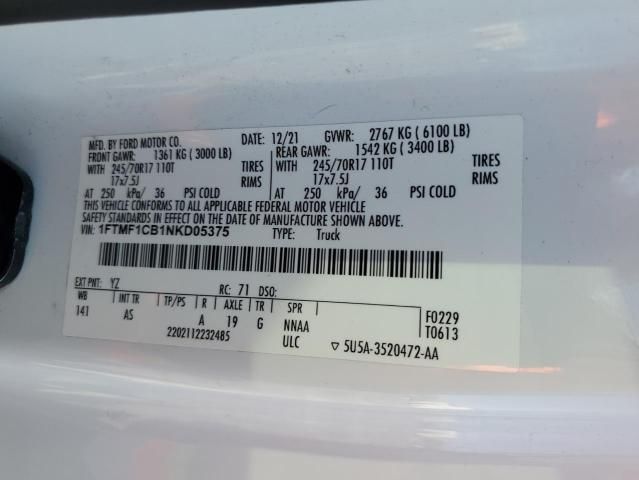 MFD. BY FORD MOTOR CO. DATE: 12/21 GVWR: 2767 KG ( 6100 LB)
FRONT GAWR: 1361 KG ( 3000 LB) REAR GAWR: 1542 KG ( 3400 LB)
WITH 245/70R17 110T TIRES WITH 245/70R17 110T TIRES
17x7.5J RIMS 17x7.5J RIMS
AT 250 kPa/ 36 PSI COLD AT 250 kPa/ 36 PSI COLD
THIS VEHICLE CONFORMS TO ALL APPLICABLE FEDERAL MOTOR VEHICLE
SAFETY STANDARDS IN EFFECT ON THE DATE OF MANUFACTURE SHOWN ABOVE.
VIN: 1FTMF1CB1NKD05375 TYPE: Truck
EXT PNT: YZ RC: 71 DSO:
WB INT TR TP/PS R AXLE TR SPR
141 AS A 19 G NNAA
2202112232485 ULC
F0229
T0613
▽ 5U5A-3520472-AA